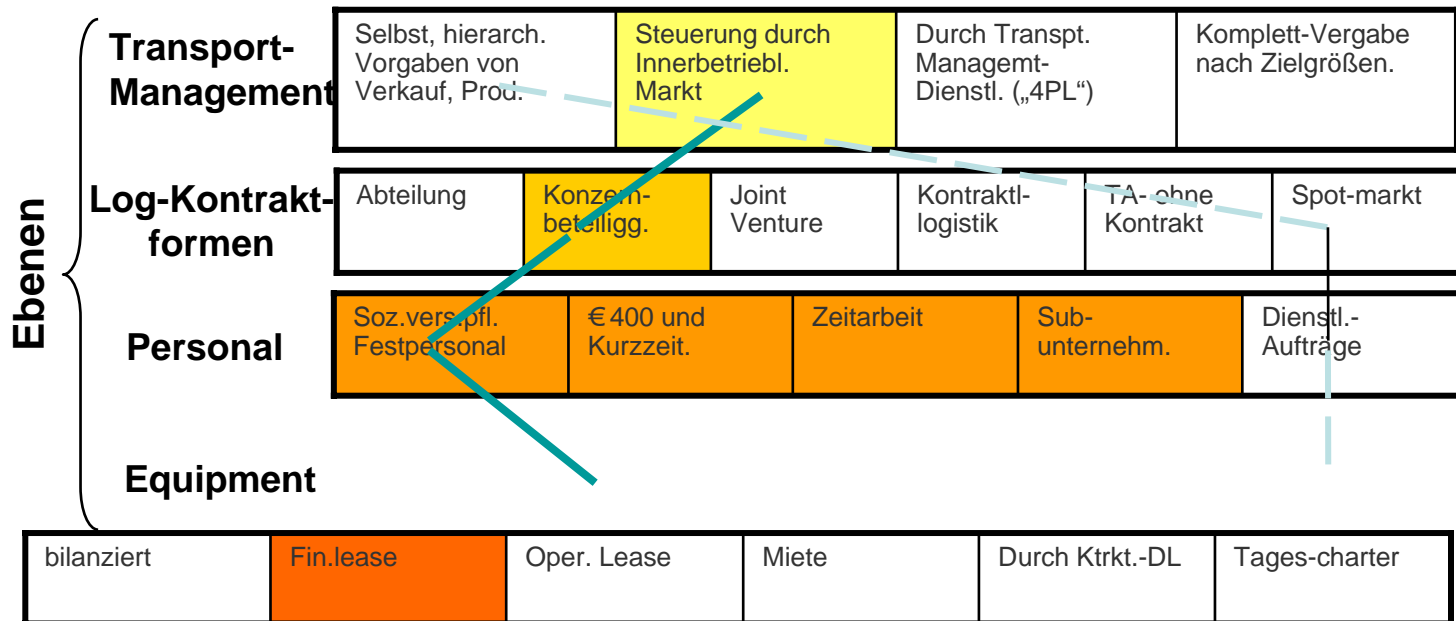 Ebenen
Transport-
Management
Selbst, hierarch.
Vorgaben von
Verkauf, Prod.
Steuerung durch
Innerbetriebl.
Markt
Durch Transpt.
Managemt-
Dienstl. („4PL“)
Komplett-Vergabe
nach Zielgrößen.
Log-Kontrakt-
formen
Abteilung
Konzern-
beteiligg.
Joint
Venture
Kontraktl-
logistik
TA- ohne
Kontrakt
Spot-markt
Personal
Soz.vers.pfl.
Festpersonal
€ 400 und
Kurzzeit.
Zeitarbeit
Sub-
unternehm.
Dienstl.-
Aufträge
Equipment
bilanziert
Fin.lease
Oper. Lease
Miete
Durch Ktrkt.-DL
Tages-charter